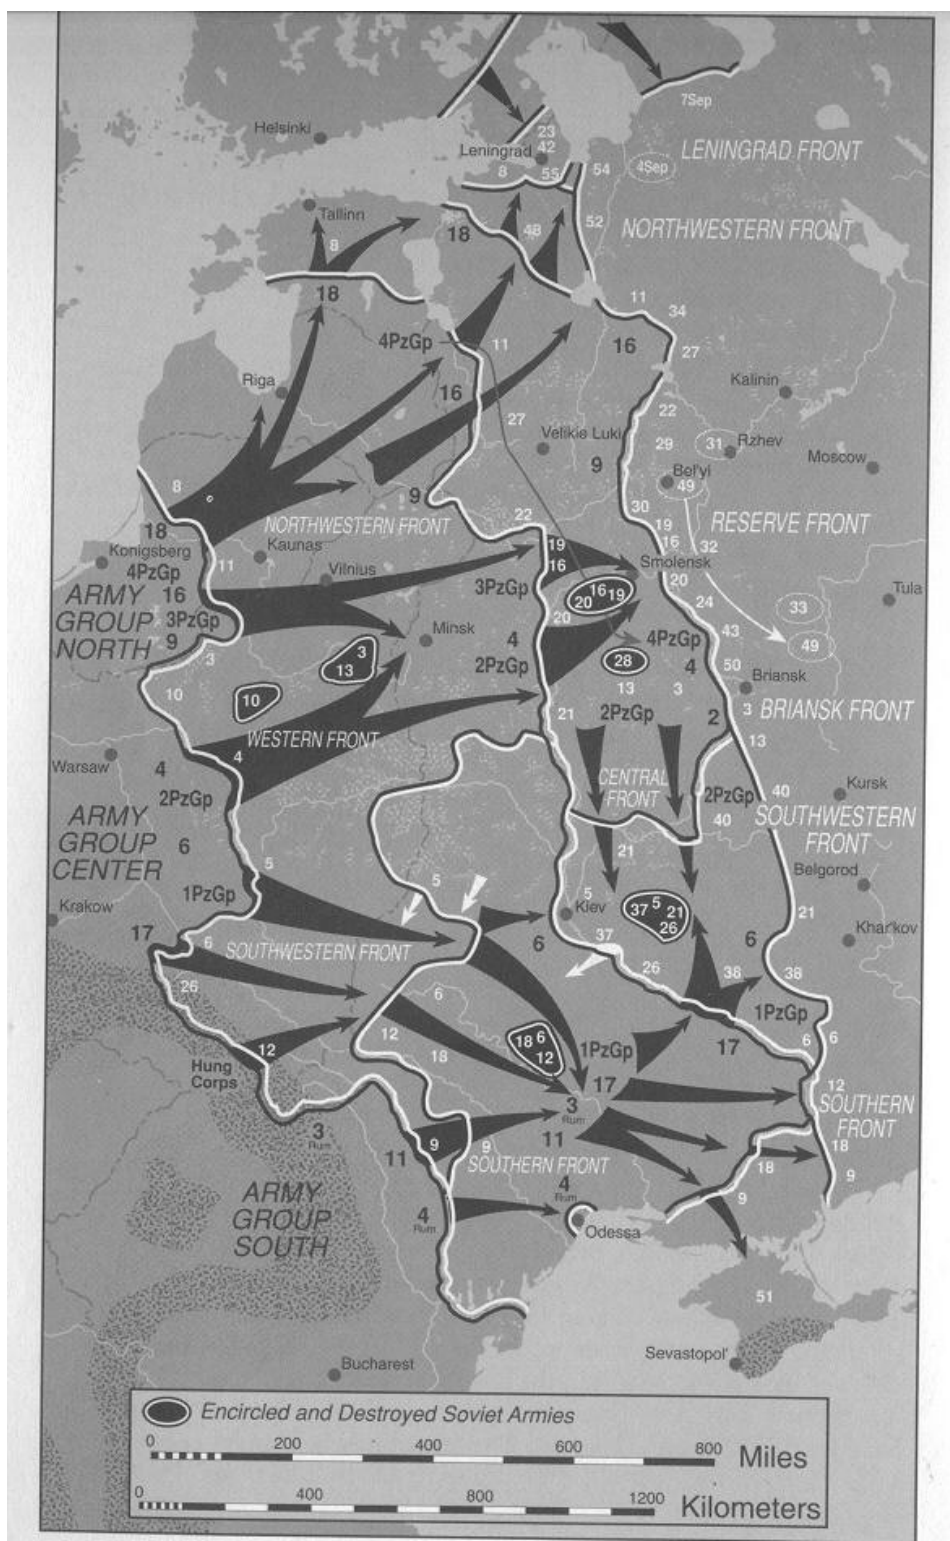 7Sep
Helsinki
23
42
Leningrad
LENINGRAD FRONT
8
55
54
4Sep
Tallinn
52
NORTHWESTERN FRONT
18
48
8
18
11
34
4PzGp
11
16
27
Riga
16
Kalinin
22
27
Velikie Luki
29
31
Rzhev
9
Moscow
Bel'yi
8
49
9
30
18
NORTHWESTERN FRONT
22
19
RESERVE FRONT
Konigsberg
Kaunas
19
16
32
4PzGp
11
16
Smolensk
ARMY
GROUP
NORTH
16
Vilnius
3PzGp
20
16
19
20
Tula
3PzGp
20
24
33
9
Minsk
4
4PzGp
43
49
3
3
13
2PzGp
28
4
50
10
10
13
3
Briansk
21
2PzGp
2
3
BRIANSK FRONT
WESTERN FRONT
13
4
Warsaw
4
CENTRAL
FRONT
2PzGp
2PzGp
40
Kursk
ARMY
GROUP
CENTER
40
SOUTHWESTERN
FRONT
6
21
5
Belgorod
1PzGp
5
5
37
5
21
26
21
Krakow
Kiev
Khar'kov
17
6
SOUTHWESTERN FRONT
6
37
6
26
26
6
38
38
1PzGp
12
12
18
18
6
12
1PzGp
17
6
6
Hung
Corps
17
12
3
Rum
3
Rum
SOUTHERN
FRONT
11
9
9
11
18
18
SOUTHERN FRONT
9
9
ARMY
GROUP
SOUTH
4
Rum
4
Rum
Odessa
51
Sevastopol'
Bucharest
Encircled and Destroyed Soviet Armies
0
200
400
600
800
Miles
0
400
800
1200
Kilometers